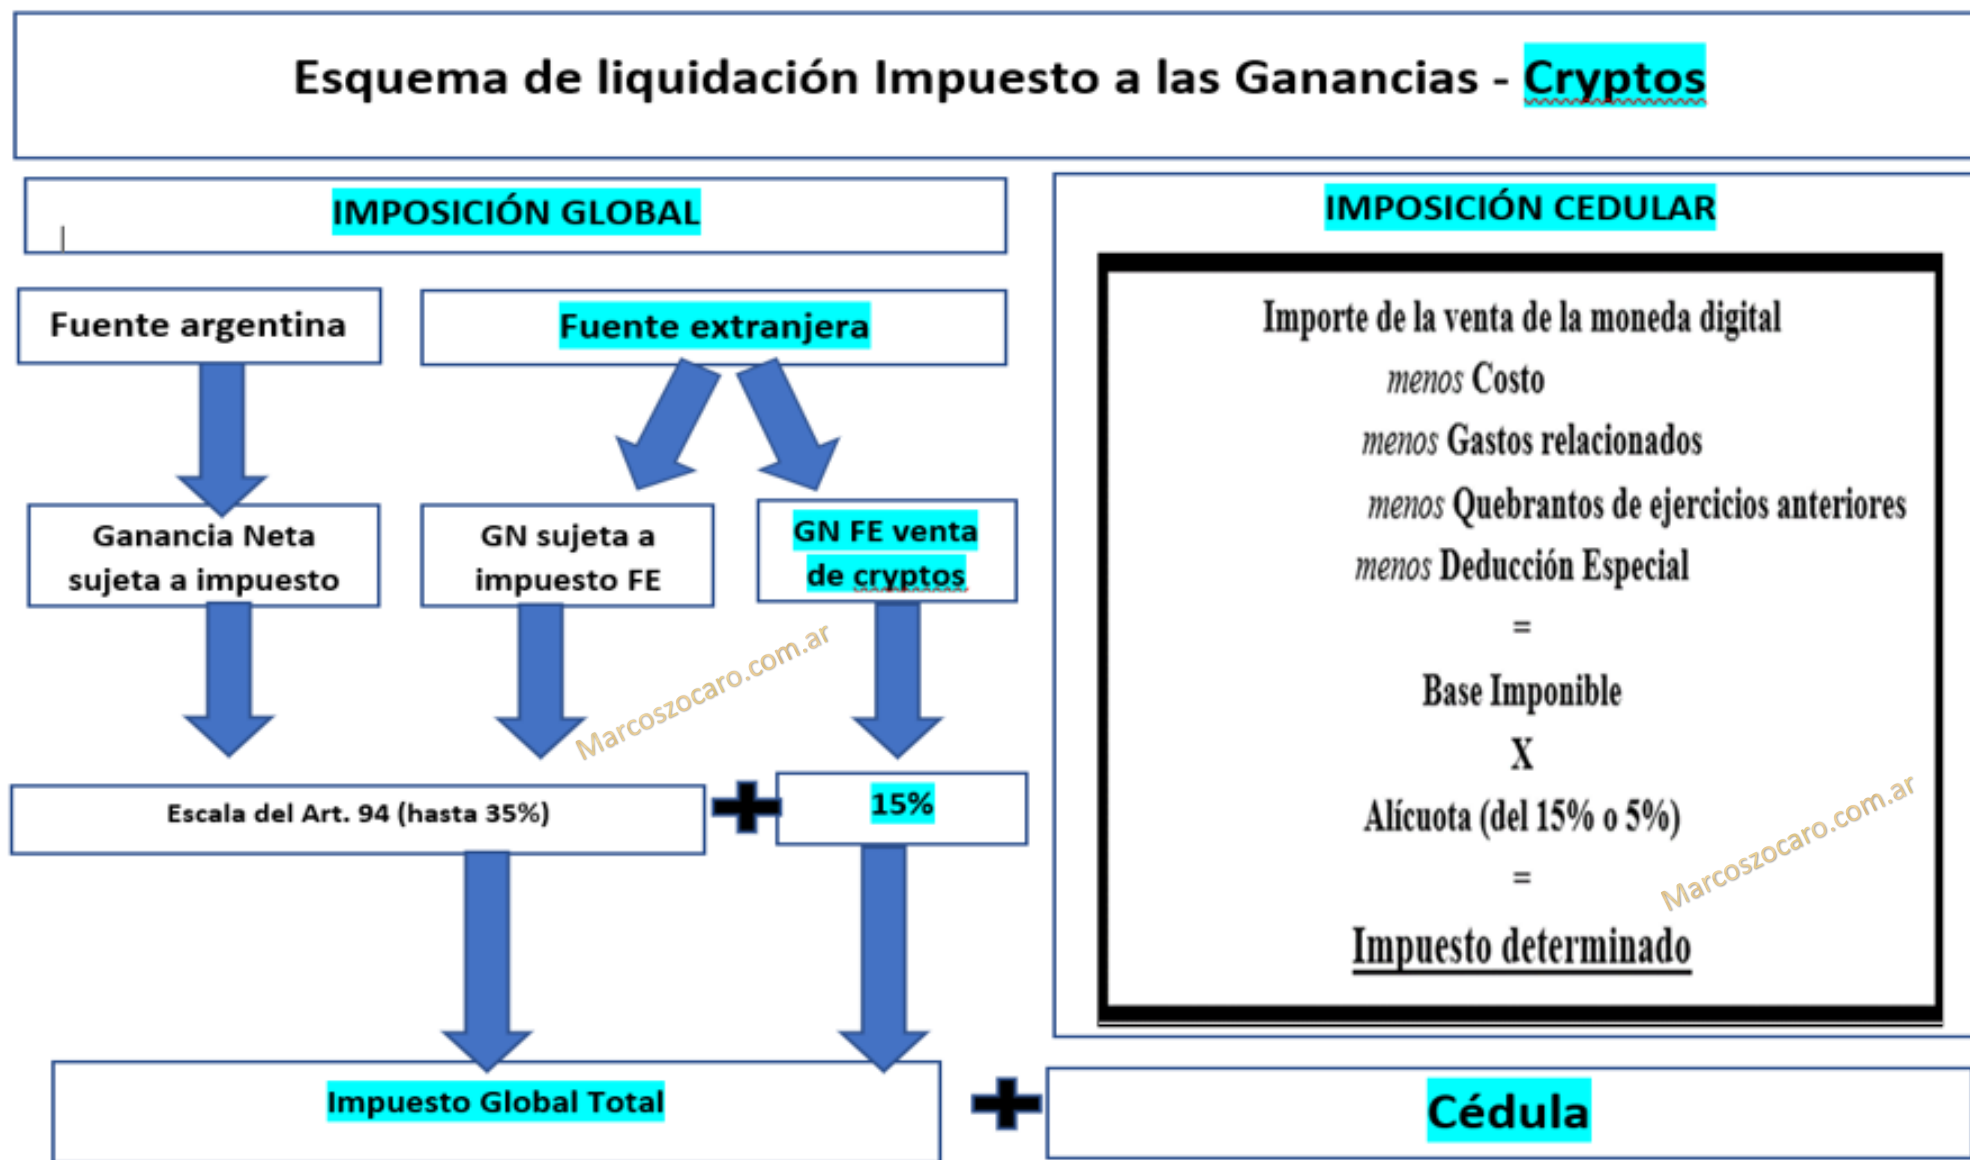 Esquema de liquidación Impuesto a las Ganancias - Cryptos
IMPOSICIÓN GLOBAL
Fuente argentina
Fuente extranjera
Ganancia Neta
sujeta a impuesto
GN sujeta a
impuesto FE
GN FE venta
de cryptos
Marcoszocaro.com.ar
Escala del Art. 94 (hasta 35%)
15%
Impuesto Global Total
IMPOSICIÓN CEDULAR
Importe de la venta de la moneda digital
menos Costo
menos Gastos relacionados
menos Quebrantos de ejercicios anteriores
menos Deducción Especial
=
Base Imponible
X
Alícuota (del 15% o 5%)
=
Impuesto determinado
Marcoszocaro.com.ar
Cédula